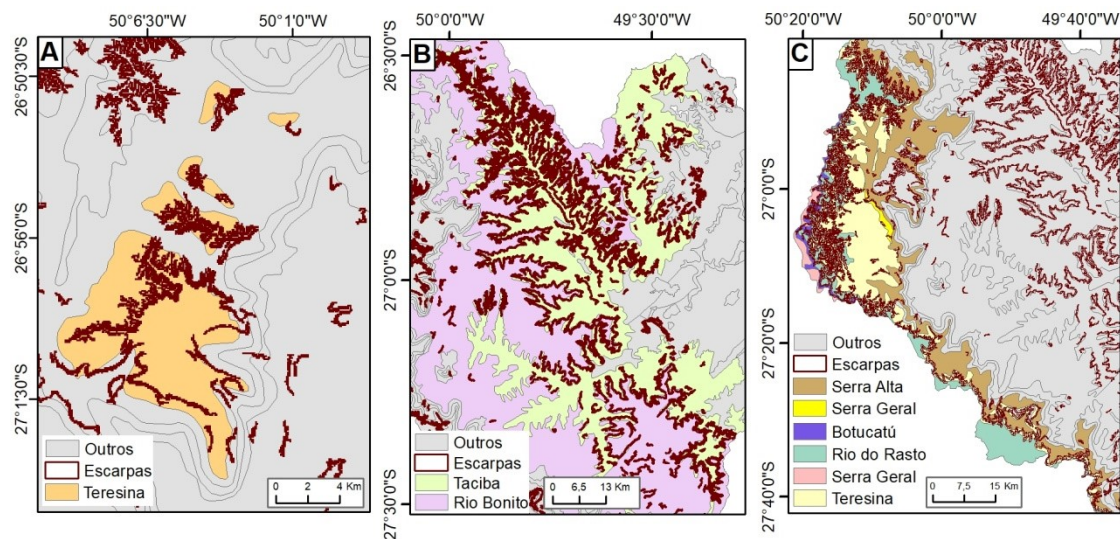 A
50°6'30"W
50°1'0"W
26°50'30"S
26°56'0"S
27°1'30"S
Outros
Escarpas
Teresina
0 2 4 Km
B
50°0'0"W
49°30'0"W
26°30'0"S
27°0'0"S
27°30'0"S
Outros
Escarpas
Taciba
Rio Bonito
0 6,5 13 Km
C
50°20'0"W
50°0'0"W
49°40'0"W
27°0'0"S
27°20'0"S
27°40'0"S
Outros
Escarpas
Serra Alta
Serra Geral
Botucatú
Rio do Rasto
Serra Geral
Teresina
0 7,5 15 Km